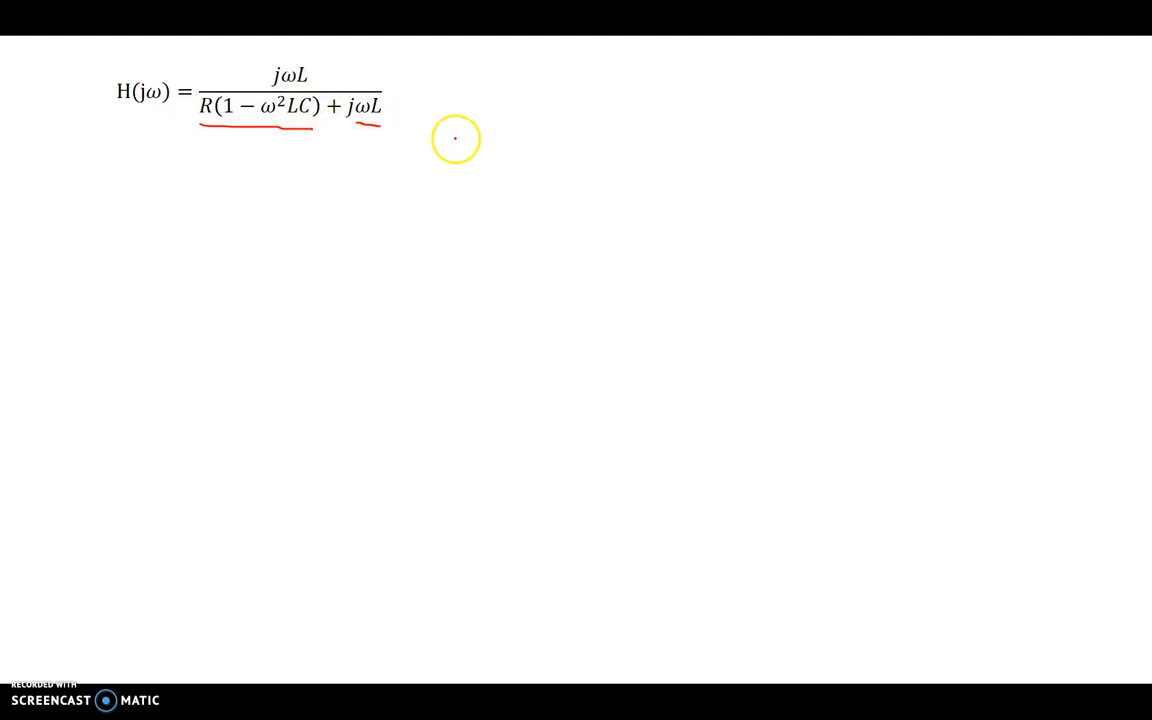 H(jω) = jωL / R(1 − ω²LC) + jωL
RECORDED WITH
SCREENCAST MATIC